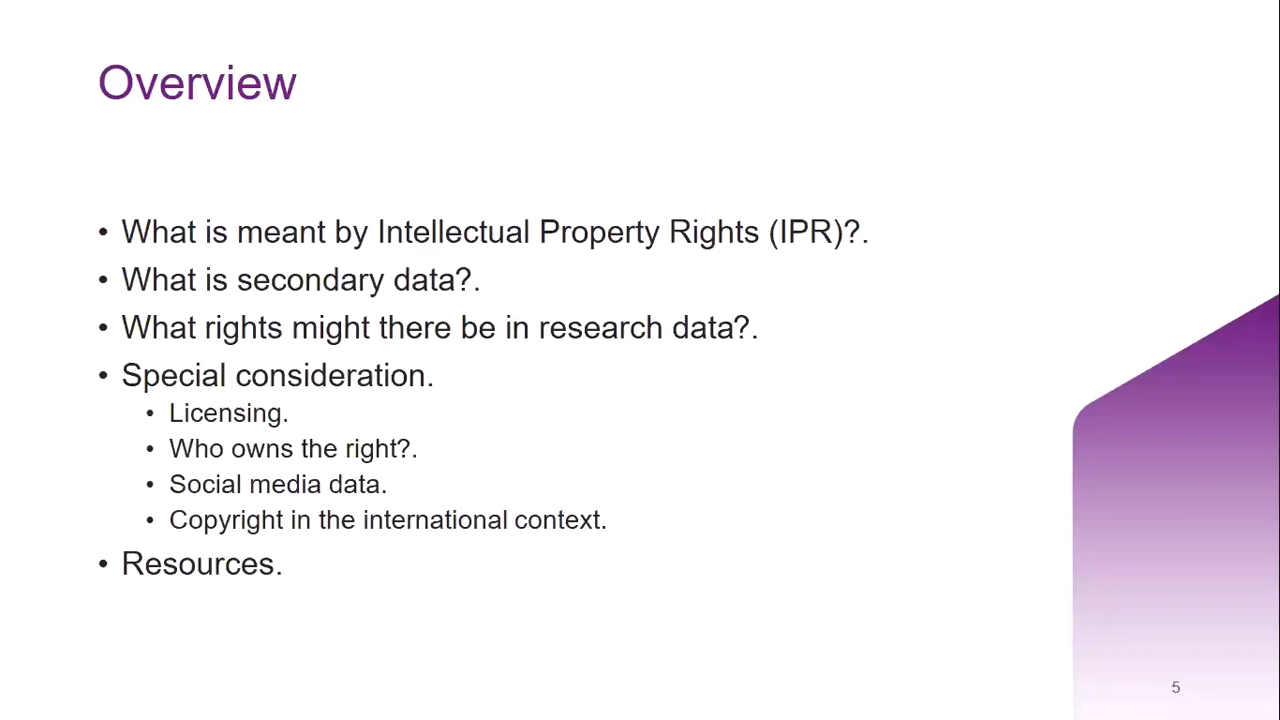 Overview
• What is meant by Intellectual Property Rights (IPR)?.
• What is secondary data?.
• What rights might there be in research data?.
• Special consideration.
• Licensing.
• Who owns the right?.
• Social media data.
• Copyright in the international context.
• Resources.
5